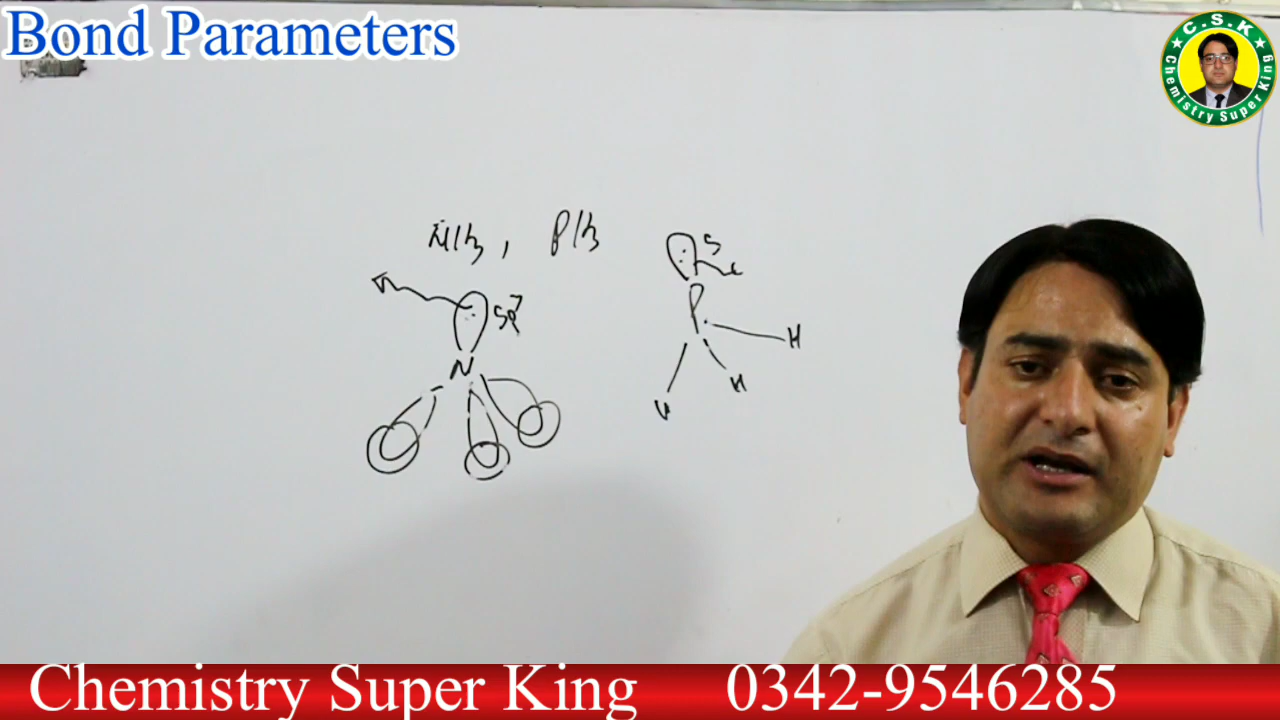 Bond Parameters
C.S.K
Chemistry Super King
NH3, PH3
S
SP3
P
H
N
H
H
Chemistry Super King 0342-9546285